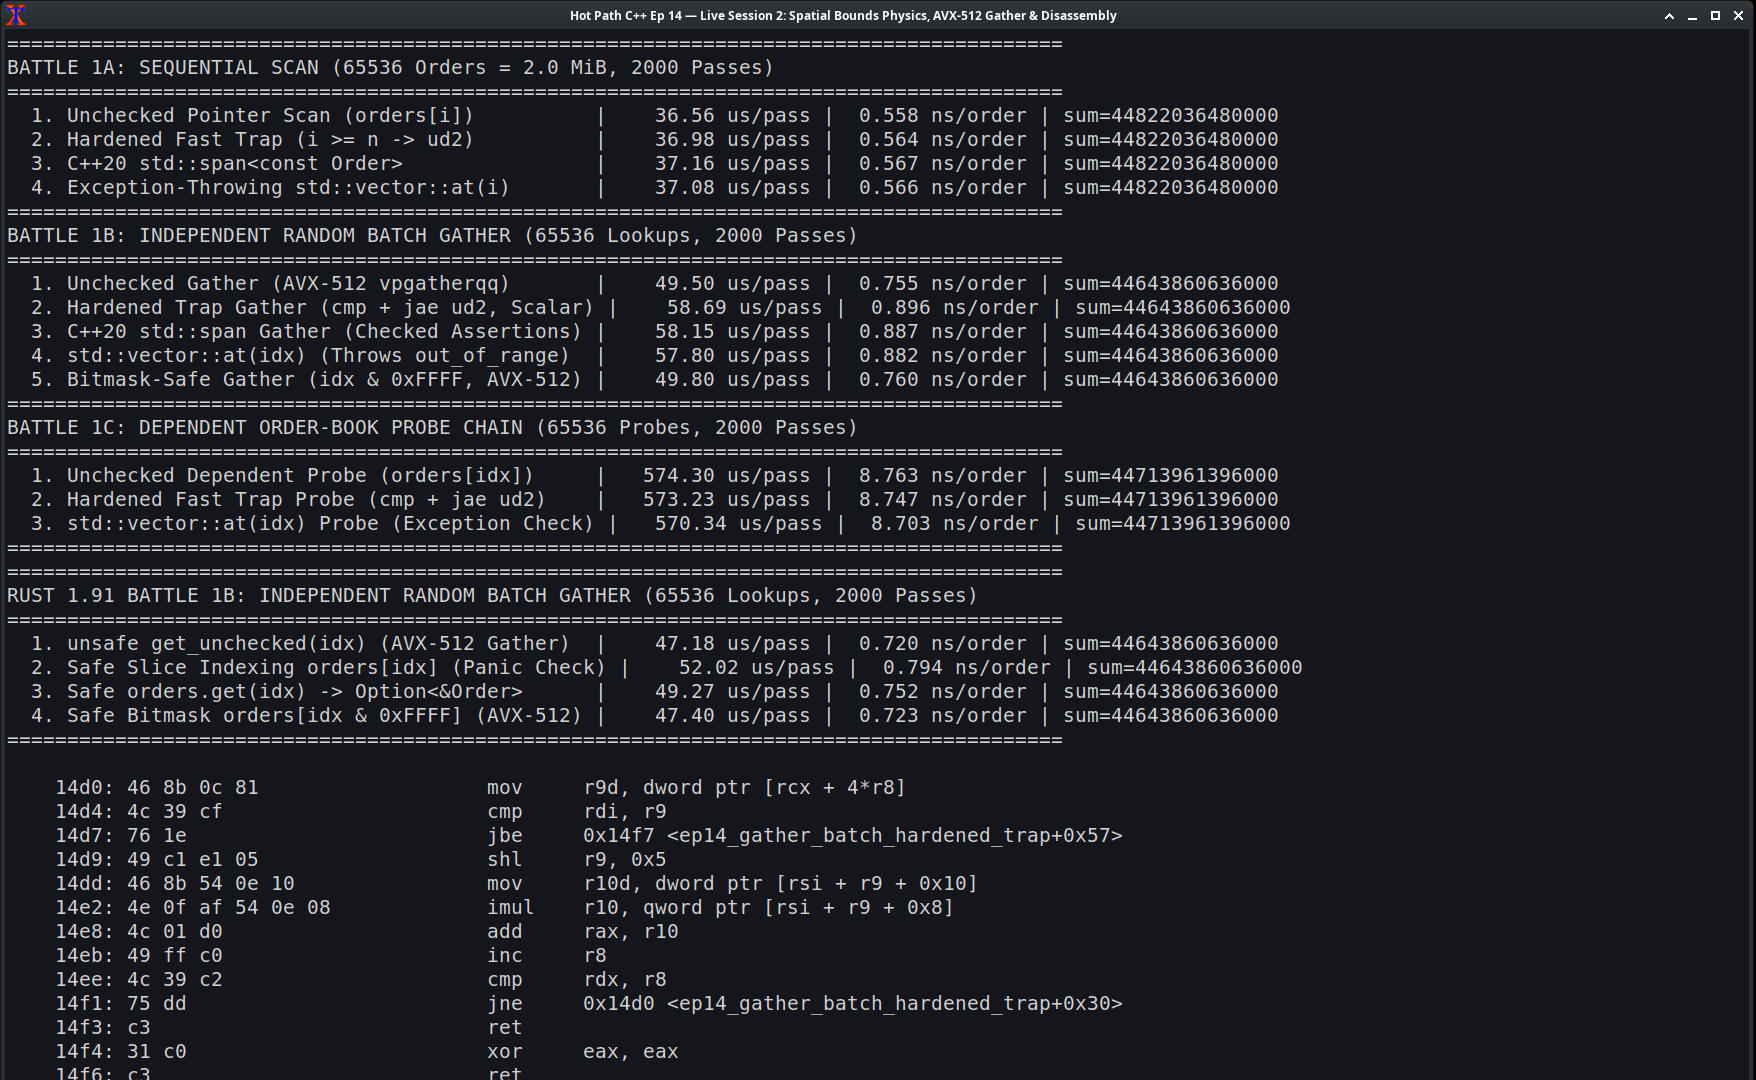 Hot Path C++ Ep 14 — Live Session 2: Spatial Bounds Physics, AVX-512 Gather & Disassembly
========================================================================================
BATTLE 1A: SEQUENTIAL SCAN (65536 Orders = 2.0 MiB, 2000 Passes)
========================================================================================
  1. Unchecked Pointer Scan (orders[i])          |    36.56 us/pass |  0.558 ns/order | sum=44822036480000
  2. Hardened Fast Trap (i >= n -> ud2)          |    36.98 us/pass |  0.564 ns/order | sum=44822036480000
  3. C++20 std::span<const Order>                |    37.16 us/pass |  0.567 ns/order | sum=44822036480000
  4. Exception-Throwing std::vector::at(i)       |    37.08 us/pass |  0.566 ns/order | sum=44822036480000
========================================================================================
BATTLE 1B: INDEPENDENT RANDOM BATCH GATHER (65536 Lookups, 2000 Passes)
========================================================================================
  1. Unchecked Gather (AVX-512 vpgatherqq)       |    49.50 us/pass |  0.755 ns/order | sum=44643860636000
  2. Hardened Trap Gather (cmp + jae ud2, Scalar) |    58.69 us/pass |  0.896 ns/order | sum=44643860636000
  3. C++20 std::span Gather (Checked Assertions) |    58.15 us/pass |  0.887 ns/order | sum=44643860636000
  4. std::vector::at(idx) (Throws out_of_range)  |    57.80 us/pass |  0.882 ns/order | sum=44643860636000
  5. Bitmask-Safe Gather (idx & 0xFFFF, AVX-512) |    49.80 us/pass |  0.760 ns/order | sum=44643860636000
========================================================================================
BATTLE 1C: DEPENDENT ORDER-BOOK PROBE CHAIN (65536 Probes, 2000 Passes)
========================================================================================
  1. Unchecked Dependent Probe (orders[idx])     |   574.30 us/pass |  8.763 ns/order | sum=44713961396000
  2. Hardened Fast Trap Probe (cmp + jae ud2)    |   573.23 us/pass |  8.747 ns/order | sum=44713961396000
  3. std::vector::at(idx) Probe (Exception Check) |   570.34 us/pass |  8.703 ns/order | sum=44713961396000
========================================================================================
========================================================================================
RUST 1.91 BATTLE 1B: INDEPENDENT RANDOM BATCH GATHER (65536 Lookups, 2000 Passes)
========================================================================================
  1. unsafe get_unchecked(idx) (AVX-512 Gather)  |    47.18 us/pass |  0.720 ns/order | sum=44643860636000
  2. Safe Slice Indexing orders[idx] (Panic Check) |    52.02 us/pass |  0.794 ns/order | sum=44643860636000
  3. Safe orders.get(idx) -> Option<&Order>      |    49.27 us/pass |  0.752 ns/order | sum=44643860636000
  4. Safe Bitmask orders[idx & 0xFFFF] (AVX-512) |    47.40 us/pass |  0.723 ns/order | sum=44643860636000
========================================================================================
    14d0: 46 8b 0c 81                   mov     r9d, dword ptr [rcx + 4*r8]
    14d4: 4c 39 cf                      cmp     rdi, r9
    14d7: 76 1e                         jbe     0x14f7 <ep14_gather_batch_hardened_trap+0x57>
    14d9: 49 c1 e1 05                   shl     r9, 0x5
    14dd: 46 8b 54 0e 10                mov     r10d, dword ptr [rsi + r9 + 0x10]
    14e2: 4e 0f af 54 0e 08             imul    r10, qword ptr [rsi + r9 + 0x8]
    14e8: 4c 01 d0                      add     rax, r10
    14eb: 49 ff c0                      inc     r8
    14ee: 4c 39 c2                      cmp     rdx, r8
    14f1: 75 dd                         jne     0x14d0 <ep14_gather_batch_hardened_trap+0x30>
    14f3: c3                            ret
    14f4: 31 c0                         xor     eax, eax
    14f6: c3                            ret